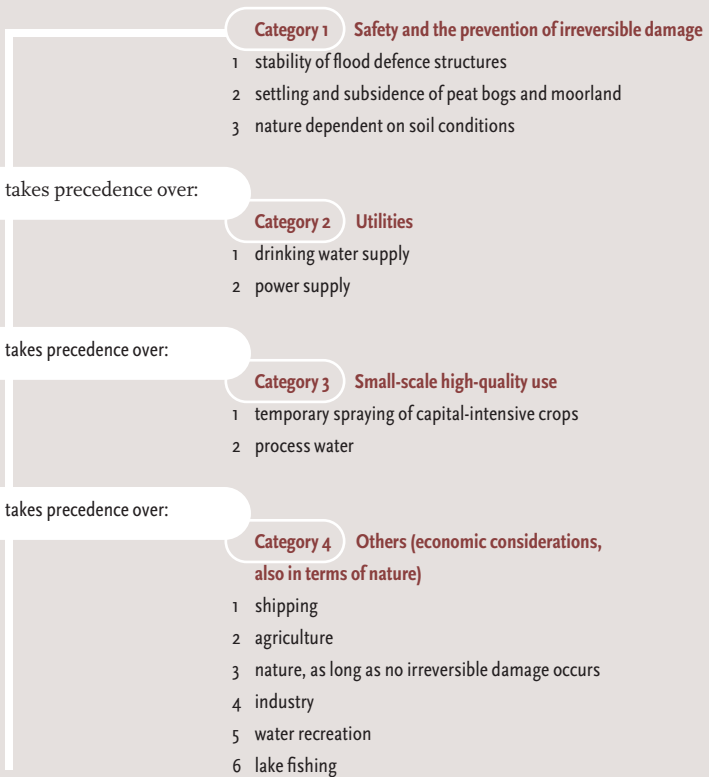 Category 1 Safety and the prevention of irreversible damage
1 stability of flood defence structures
2 settling and subsidence of peat bogs and moorland
3 nature dependent on soil conditions
takes precedence over:
Category 2 Utilities
1 drinking water supply
2 power supply
takes precedence over:
Category 3 Small-scale high-quality use
1 temporary spraying of capital-intensive crops
2 process water
takes precedence over:
Category 4 Others (economic considerations,
also in terms of nature)
1 shipping
2 agriculture
3 nature, as long as no irreversible damage occurs
4 industry
5 water recreation
6 lake fishing